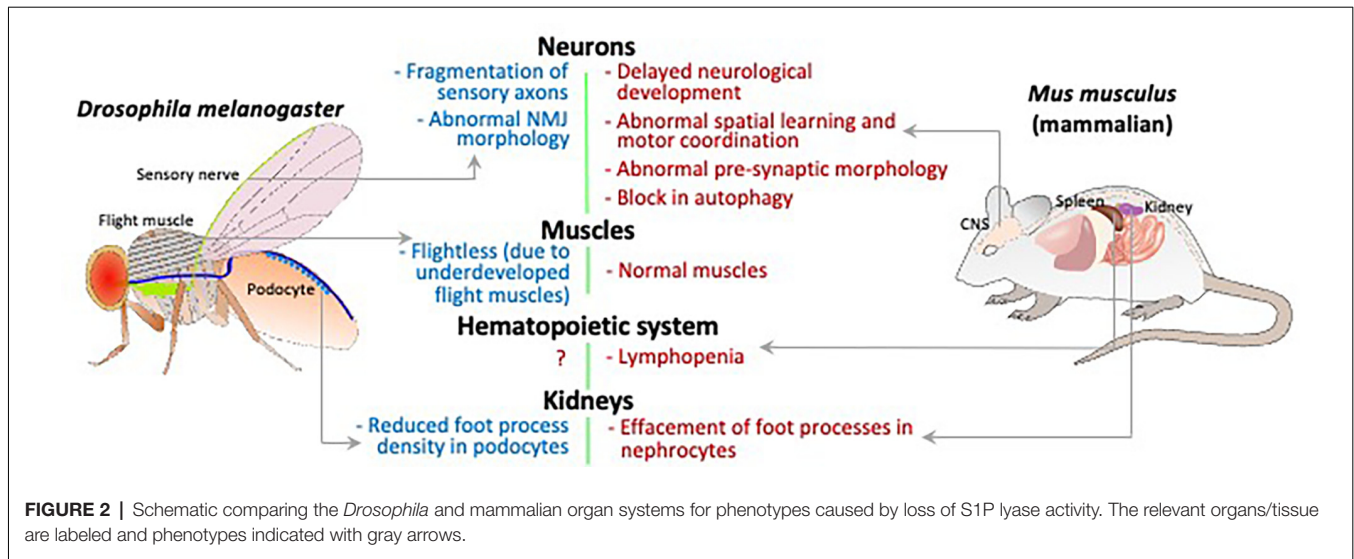 Neurons
- Fragmentation of
sensory axons
- Abnormal NMJ
morphology
- Delayed neurological
development
- Abnormal spatial learning and
motor coordination
- Abnormal pre-synaptic morphology
- Block in autophagy
Drosophila melanogaster
Sensory nerve
Flight muscle
Podocyte
Mus musculus
(mammalian)
CNS
Spleen
Kidney
Muscles
- Flightless (due to
underdeveloped
flight muscles)
- Normal muscles
Hematopoietic system
?
- Lymphopenia
Kidneys
- Reduced foot process
density in podocytes
- Effacement of foot processes in
nephrocytes
FIGURE 2 | Schematic comparing the Drosophila and mammalian organ systems for phenotypes caused by loss of S1P lyase activity. The relevant organs/tissue
are labeled and phenotypes indicated with gray arrows.